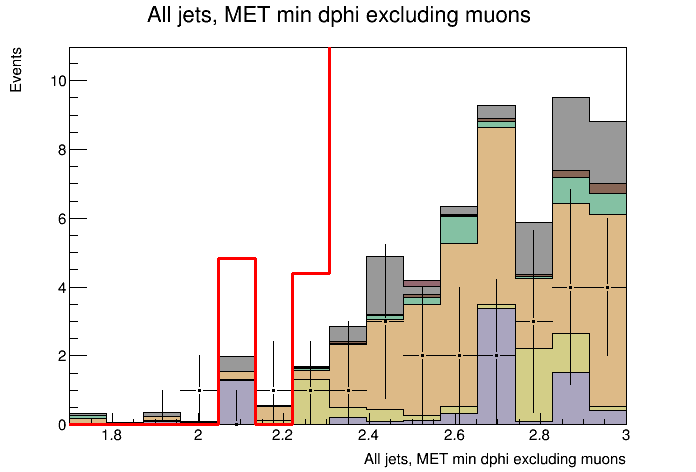 All jets, MET min dphi excluding muons
Events
10
8
6
4
2
0
1.8 2 2.2 2.4 2.6 2.8 3
All jets, MET min dphi excluding muons